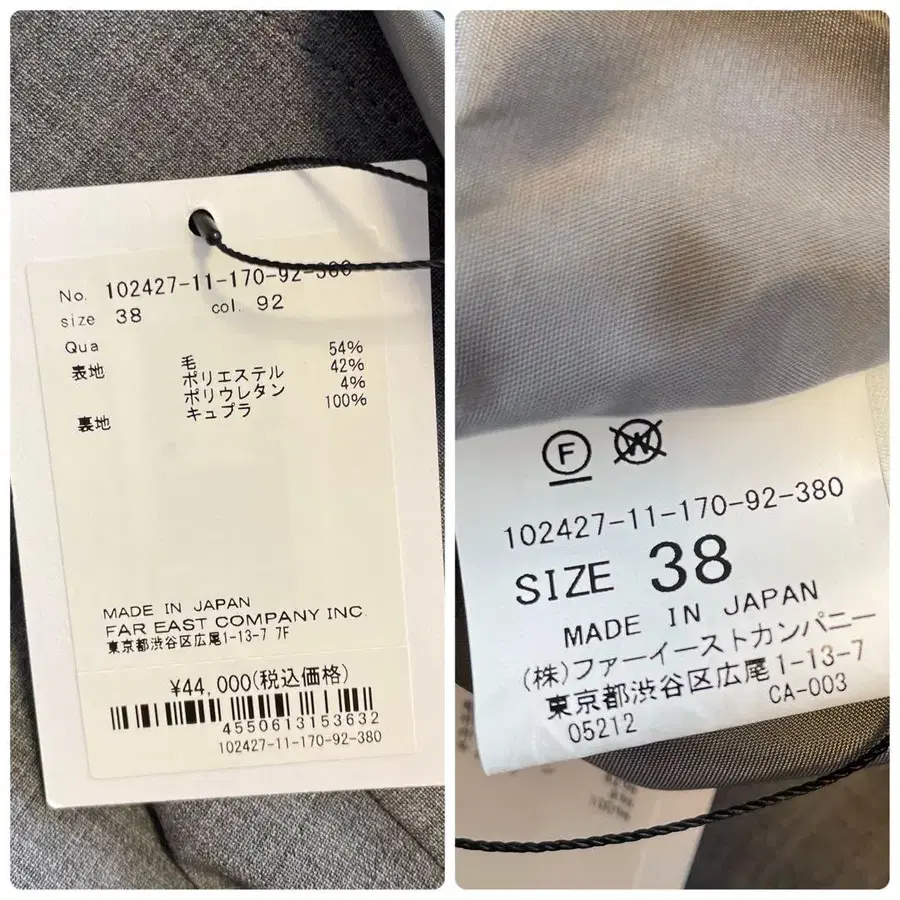 No. 102427-11-170-92-380
size 38 col. 92
Qua
表地 毛 54%
ポリエステル 42%
ポリウレタン 4%
裏地 キュプラ 100%
MADE IN JAPAN
FAR EAST COMPANY INC.
東京都渋谷区広尾1-13-7 7F
¥44,000(税込価格)
4550613153632
102427-11-170-92-380
F W
102427-11-170-92-380
SIZE 38
MADE IN JAPAN
(株)ファーイーストカンパニー
東京都渋谷区広尾1-13-7
05212 CA-003